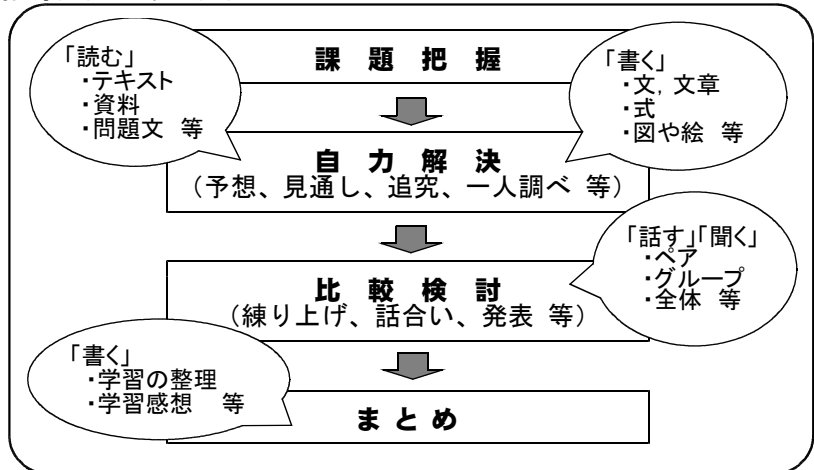 課 題 把 握
「読む」
・テキスト
・資料
・問題文 等
「書く」
・文, 文章
・式
・図や絵 等
自 力 解 決
(予想、見通し、追究、一人調べ 等)
「話す」「聞く」
・ペア
・グループ
・全体 等
比 較 検 討
(練り上げ、話合い、発表 等)
「書く」
・学習の整理
・学習感想 等
ま と め